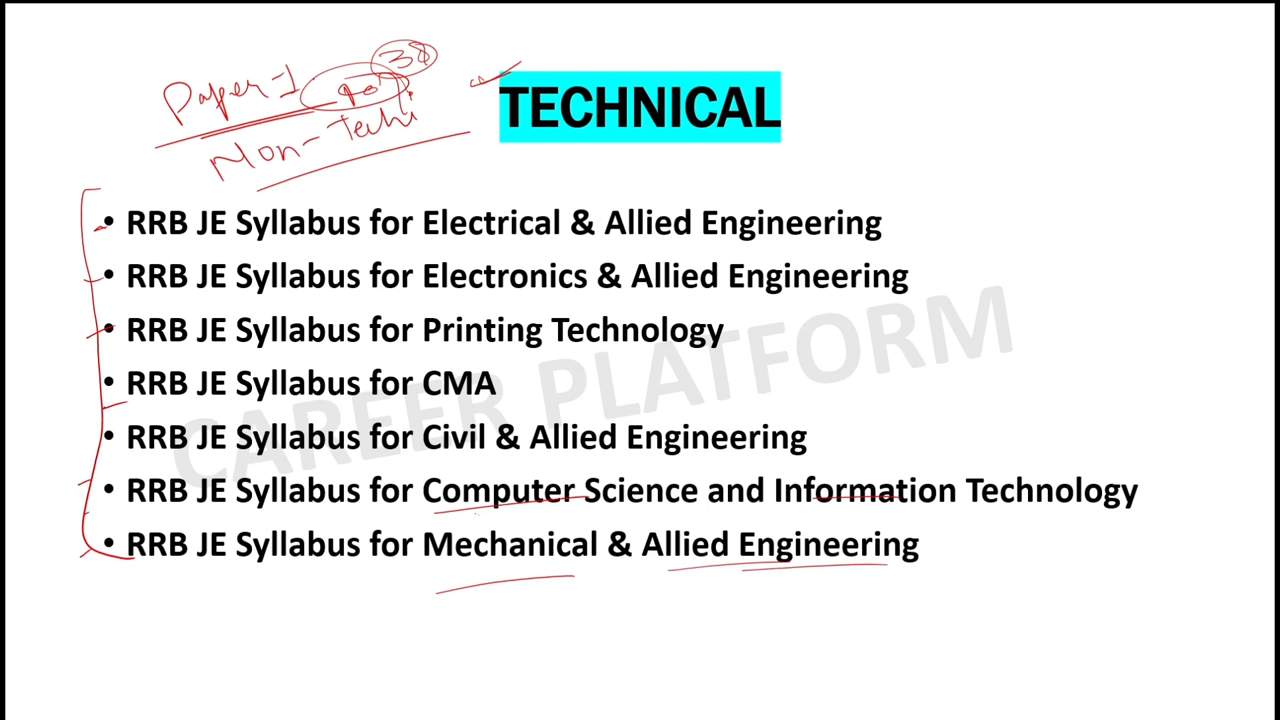 Paper-1
38
Non-Tech
TECHNICAL
• RRB JE Syllabus for Electrical & Allied Engineering
• RRB JE Syllabus for Electronics & Allied Engineering
• RRB JE Syllabus for Printing Technology
• RRB JE Syllabus for CMA
• RRB JE Syllabus for Civil & Allied Engineering
• RRB JE Syllabus for Computer Science and Information Technology
• RRB JE Syllabus for Mechanical & Allied Engineering
CAREER PLATFORM